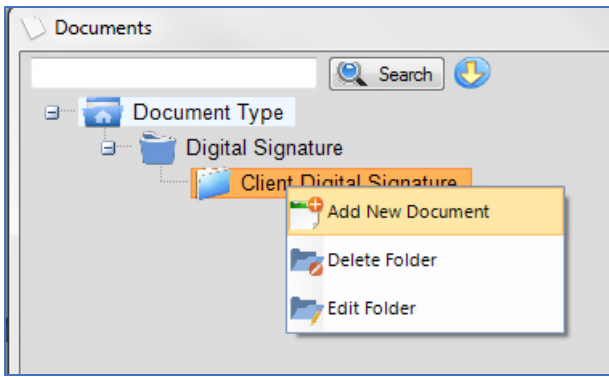 Documents
Search
Document Type
Digital Signature
Client Digital Signature
Add New Document
Delete Folder
Edit Folder